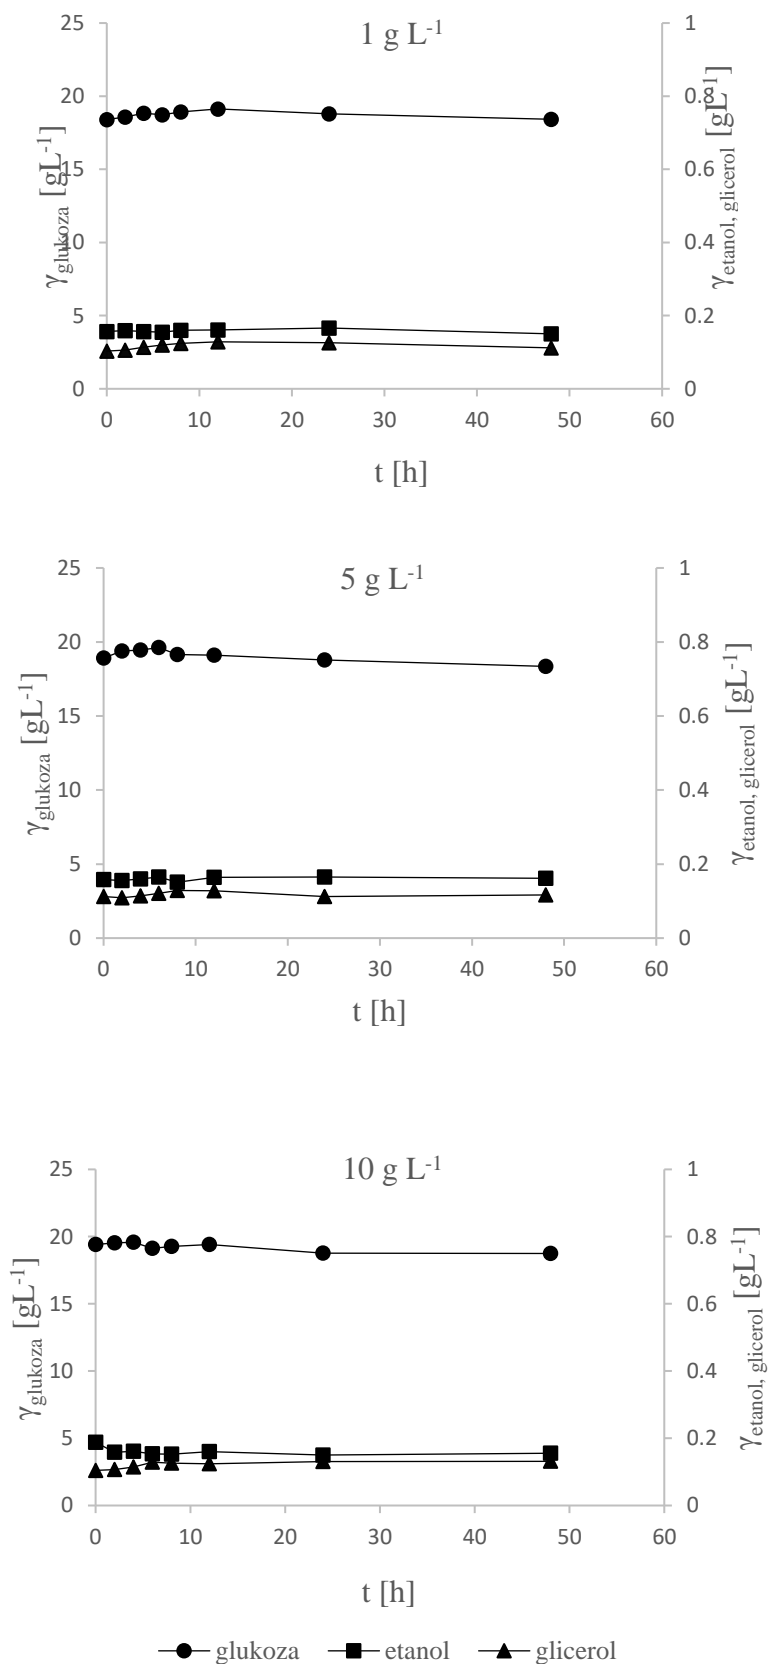 1 g L⁻¹
25
20
15
10
5
0
1
0.8
0.6
0.4
0.2
0
γglukoza [gL⁻¹]
γetanol, glicerol [gL⁻¹]
0 10 20 30 40 50 60
t [h]
5 g L⁻¹
25
20
15
10
5
0
1
0.8
0.6
0.4
0.2
0
γglukoza [gL⁻¹]
γetanol, glicerol [gL⁻¹]
0 10 20 30 40 50 60
t [h]
10 g L⁻¹
25
20
15
10
5
0
1
0.8
0.6
0.4
0.2
0
γglukoza [gL⁻¹]
γetanol, glicerol [gL⁻¹]
0 10 20 30 40 50 60
t [h]
glukoza etanol glicerol